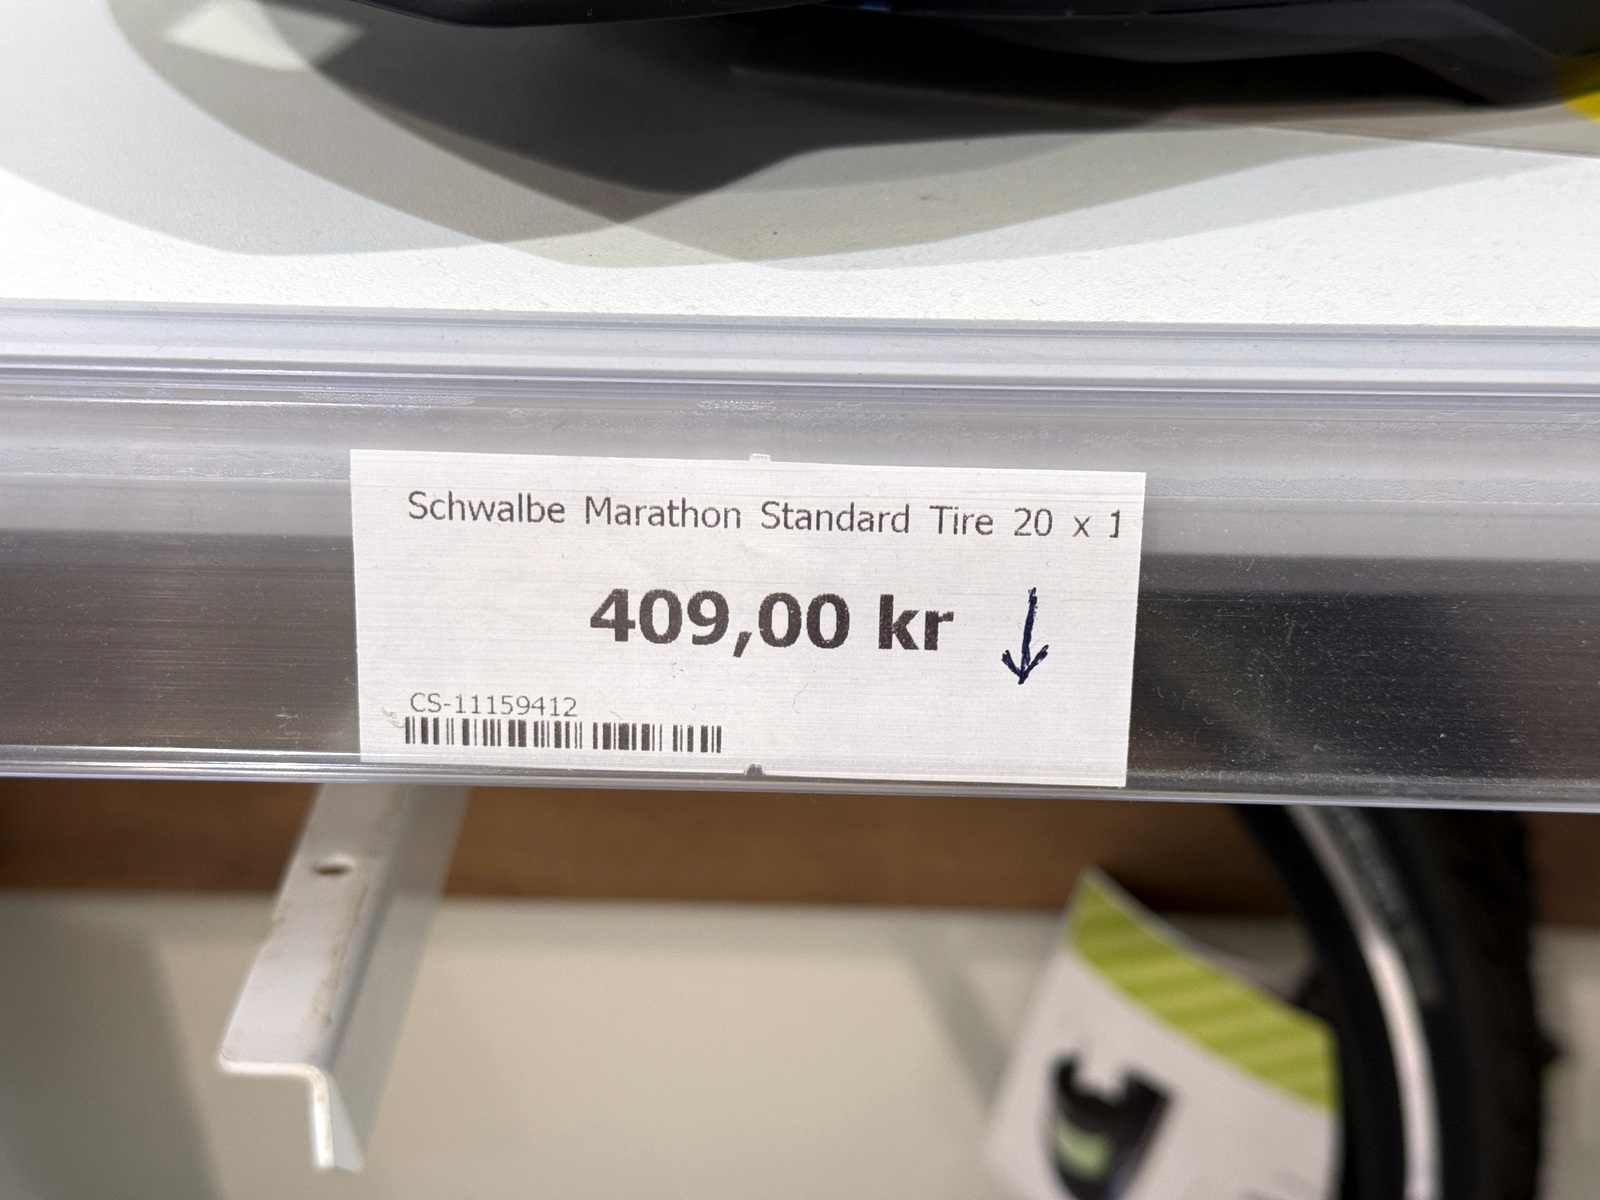 Schwalbe Marathon Standard Tire 20 x 1
409,00 kr
CS-11159412